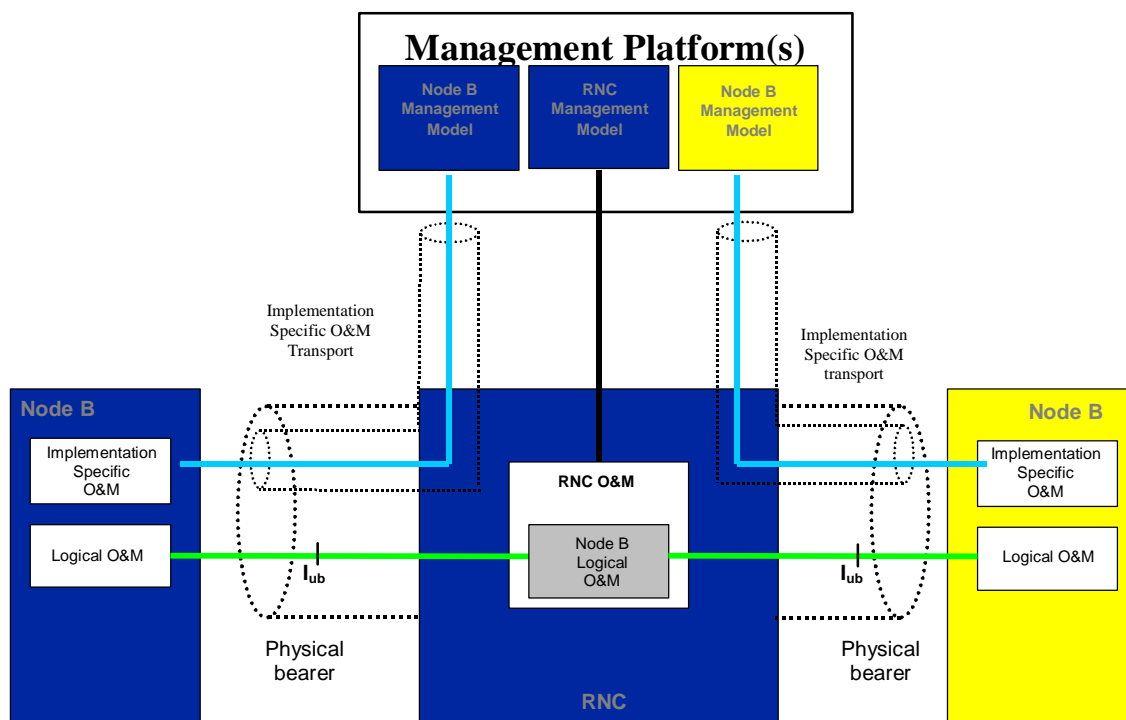 Management Platform(s)
Node B
Management
Model
RNC
Management
Model
Node B
Management
Model
Implementation
Specific O&M
Transport
Implementation
Specific O&M
transport
Node B
Implementation
Specific
O&M
Logical O&M
RNC O&M
Node B
Logical
O&M
Node B
Implementation
Specific
O&M
Logical O&M
Iub
Iub
Physical
bearer
Physical
bearer
RNC